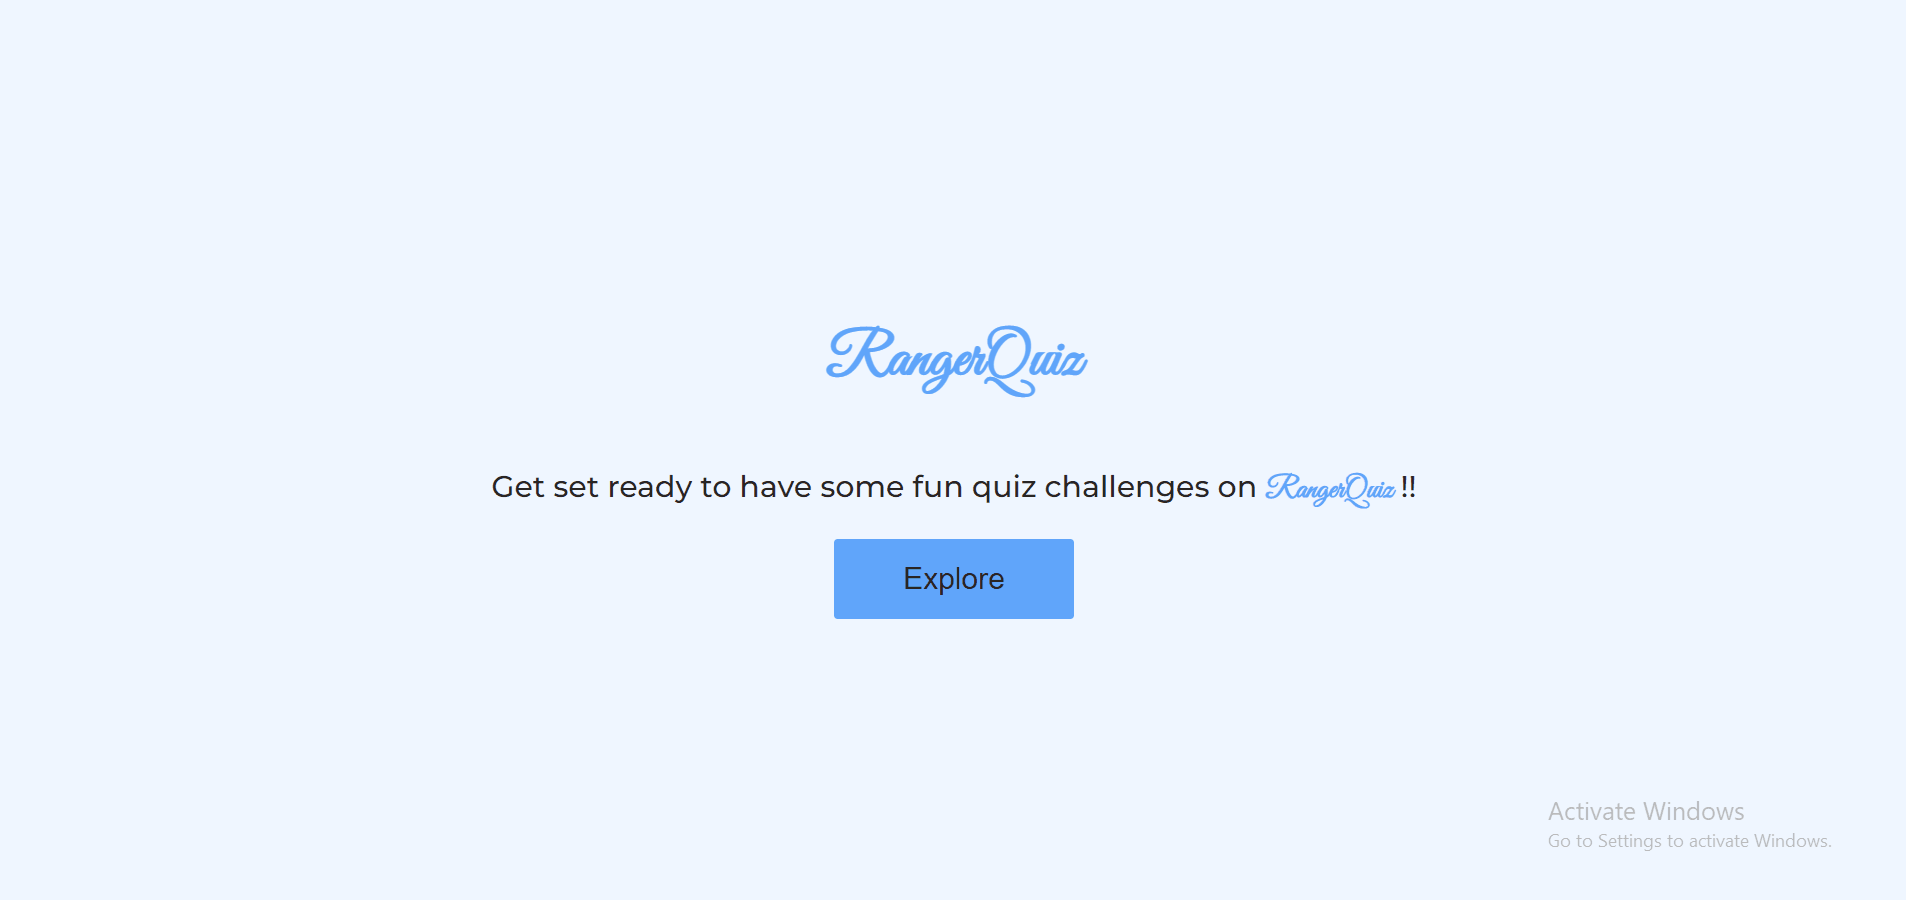 RangerQuiz
Get set ready to have some fun quiz challenges on RangerQuiz !!
Explore
Activate Windows
Go to Settings to activate Windows.